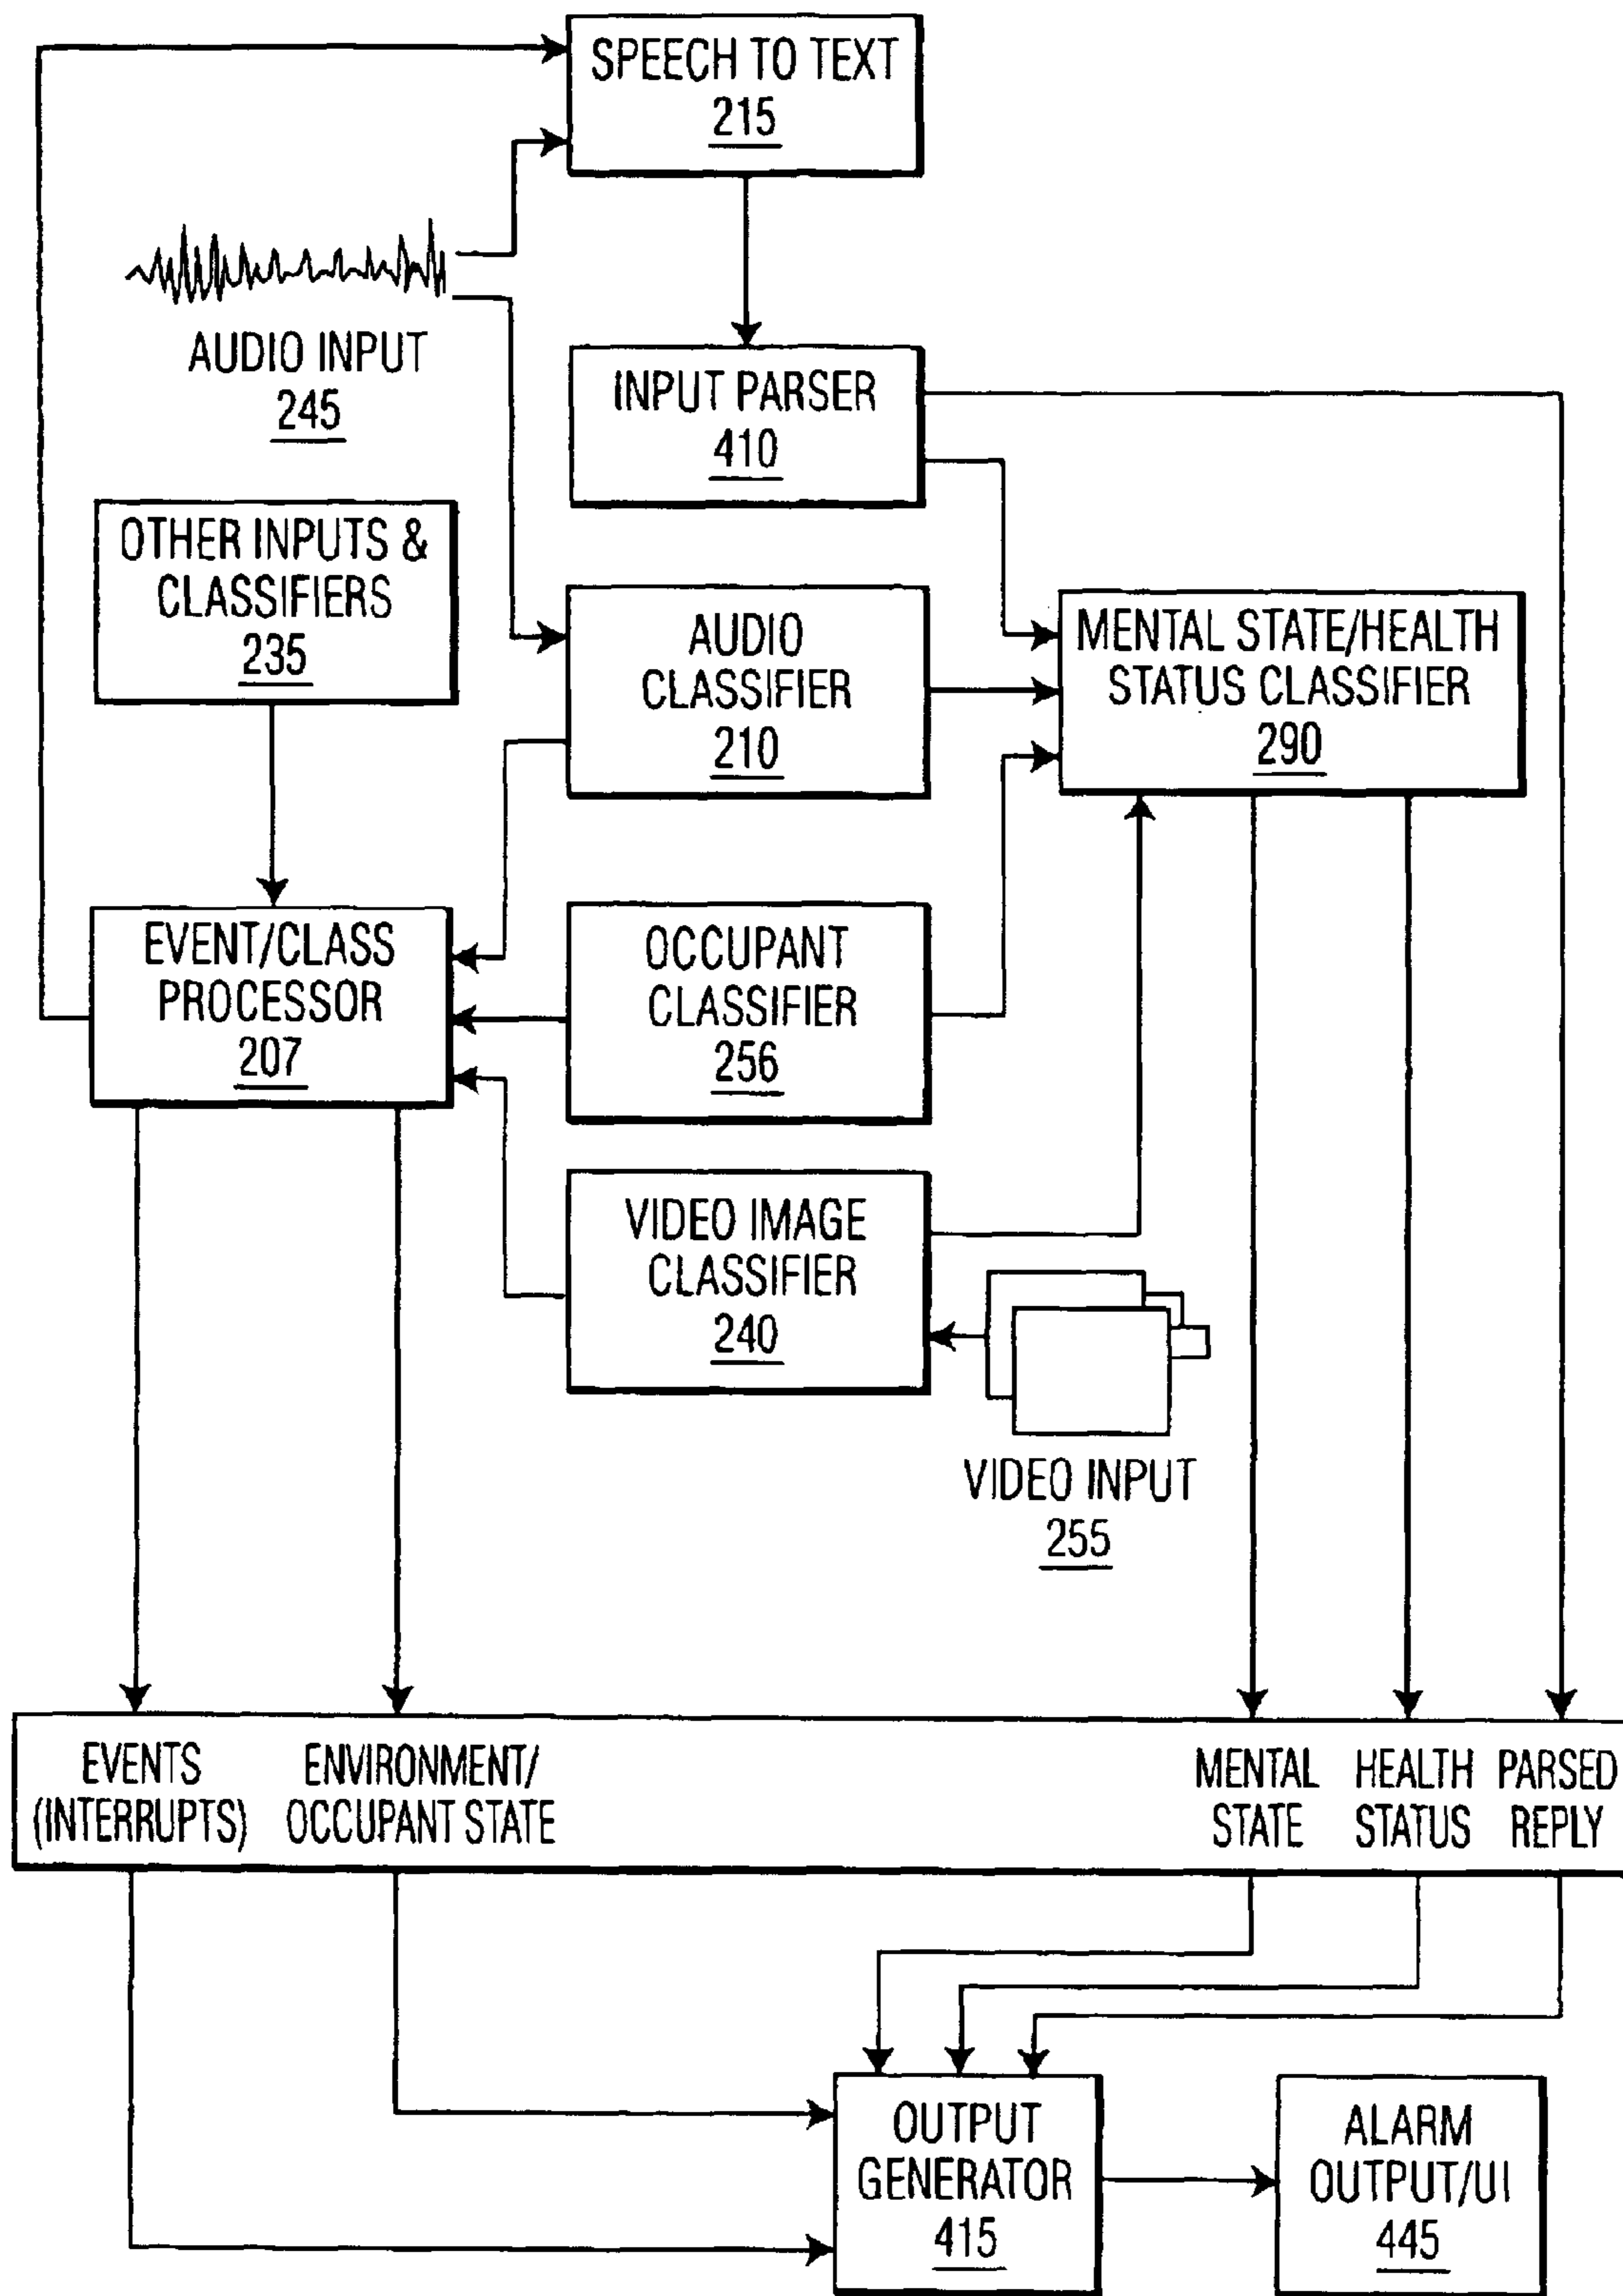 SPEECH TO TEXT
215
AUDIO INPUT
245
INPUT PARSER
410
OTHER INPUTS &
CLASSIFIERS
235
AUDIO
CLASSIFIER
210
MENTAL STATE/HEALTH
STATUS CLASSIFIER
290
EVENT/CLASS
PROCESSOR
207
OCCUPANT
CLASSIFIER
256
VIDEO IMAGE
CLASSIFIER
240
VIDEO INPUT
255
EVENTS
(INTERRUPTS)
ENVIRONMENT/
OCCUPANT STATE
MENTAL
STATE
HEALTH
STATUS
PARSED
REPLY
OUTPUT
GENERATOR
415
ALARM
OUTPUT/UI
445